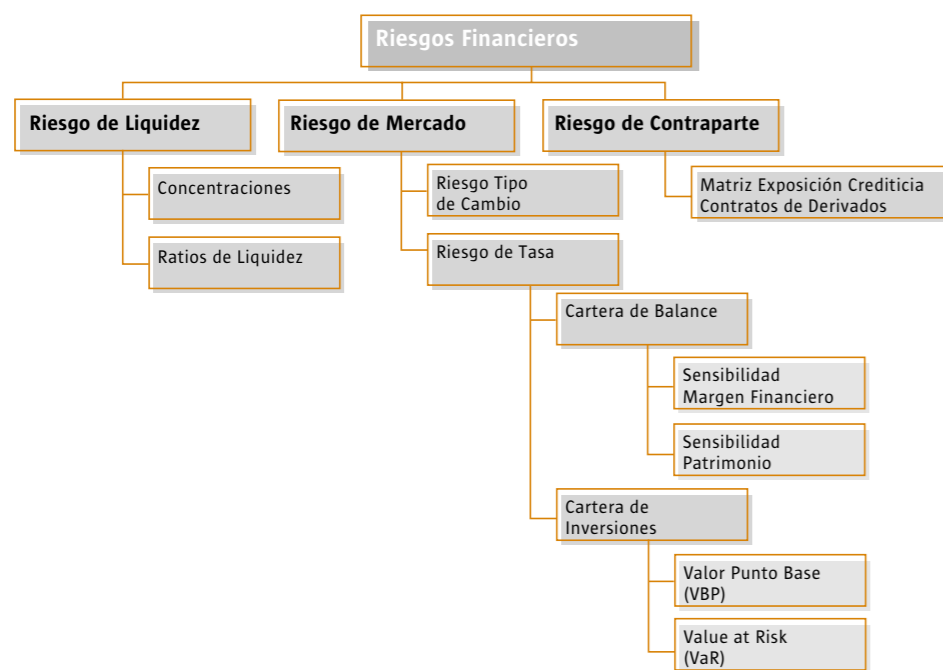 Riesgos Financieros
Riesgo de Liquidez
Riesgo de Mercado
Riesgo de Contraparte
Concentraciones
Ratios de Liquidez
Riesgo Tipo
de Cambio
Riesgo de Tasa
Matriz Exposición Crediticia
Contratos de Derivados
Cartera de Balance
Sensibilidad
Margen Financiero
Sensibilidad
Patrimonio
Cartera de
Inversiones
Valor Punto Base
(VBP)
Value at Risk
(VaR)